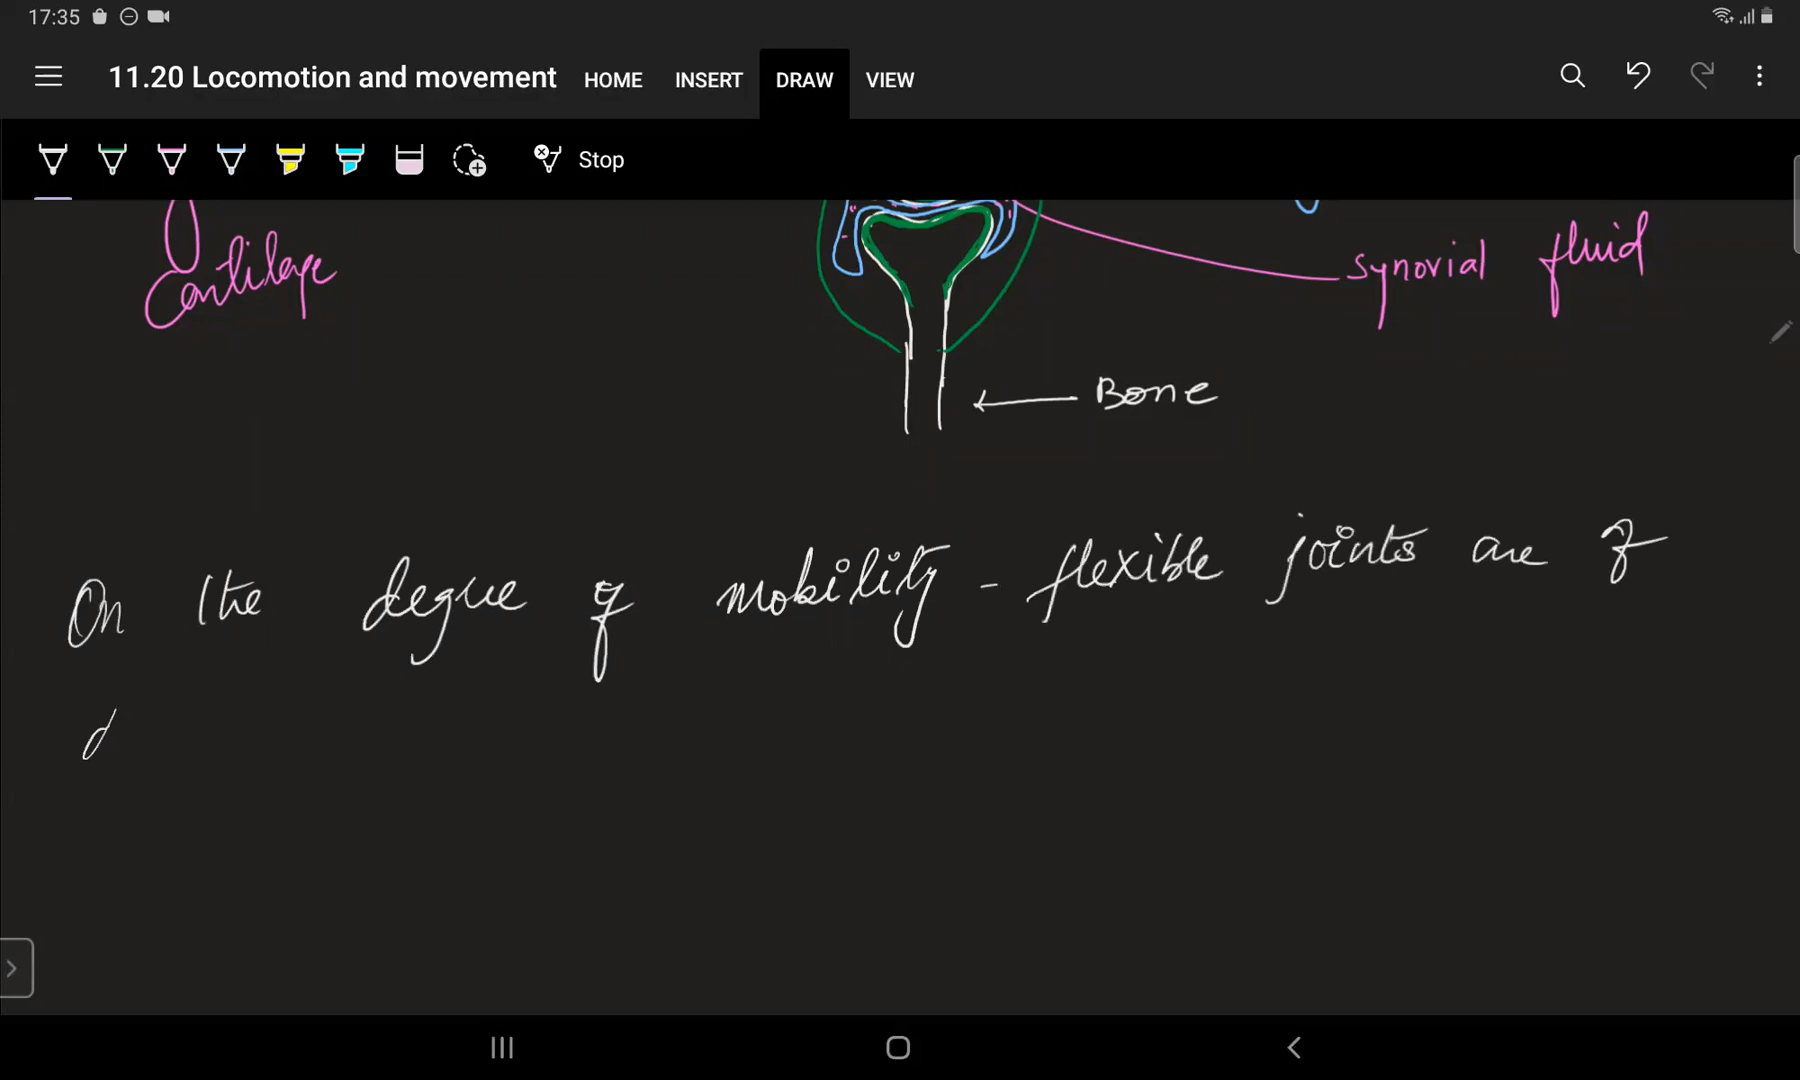 17:35
11.20 Locomotion and movement HOME INSERT DRAW VIEW
Stop
Cartilage
synovial fluid
Bone
On the degree of mobility - flexible joints are of
d